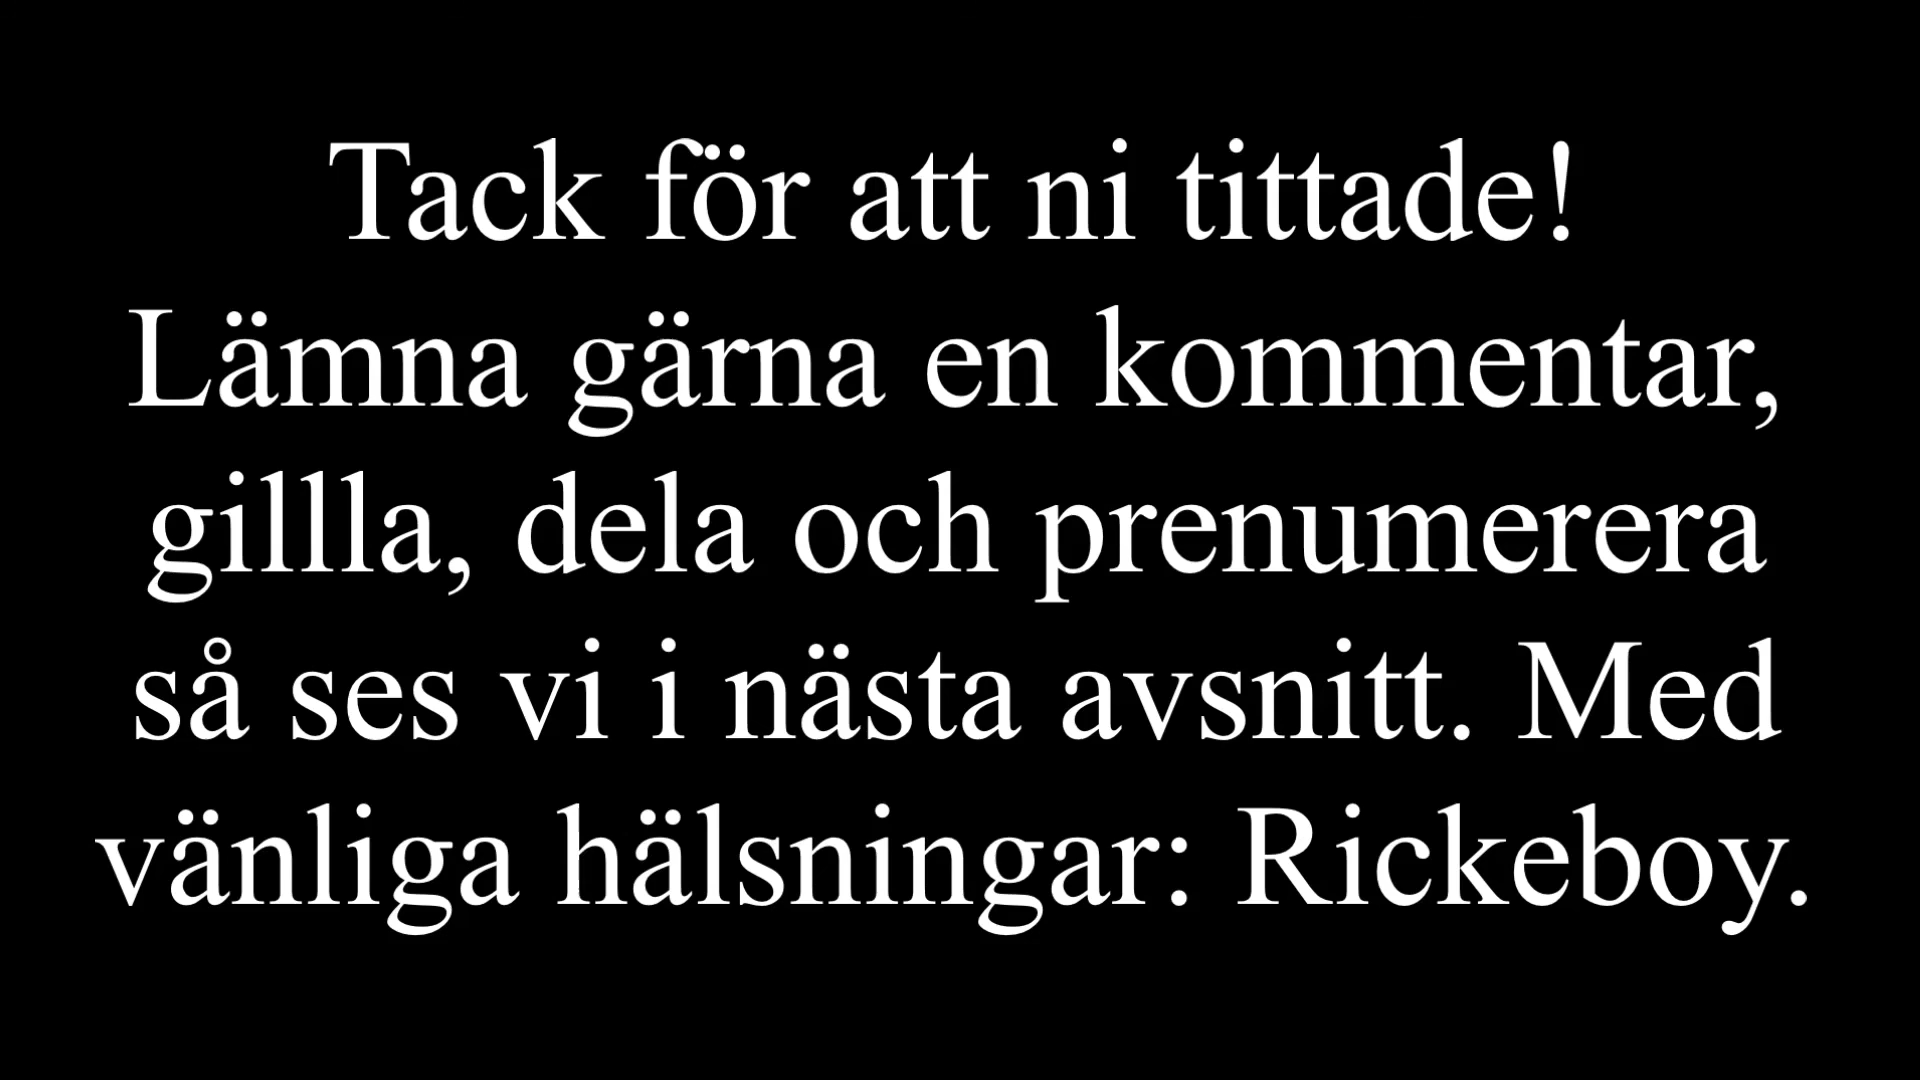 Tack för att ni tittade!
Lämna gärna en kommentar,
gillla, dela och prenumerera
så ses vi i nästa avsnitt. Med
vänliga hälsningar: Rickeboy.